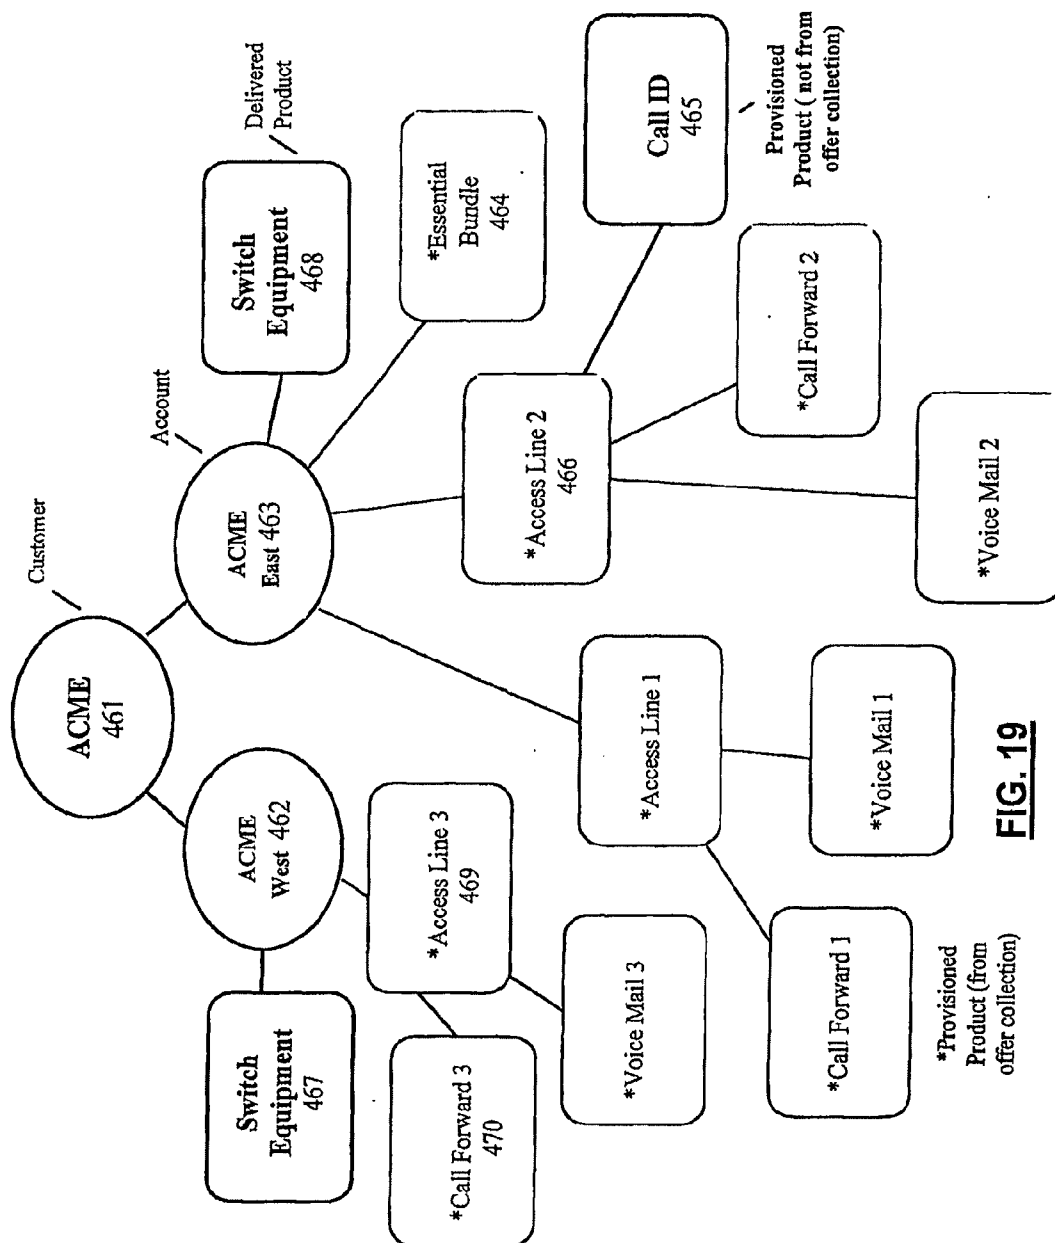 Customer
ACME
461
Account
ACME
West 462
ACME
East 463
Delivered
Product
Switch
Equipment
467
*Access Line 3
469
Switch
Equipment
468
*Call Forward 3
470
*Voice Mail 3
*Essential
Bundle
464
*Access Line 1
*Access Line 2
466
Call ID
465
*Call Forward 1
*Voice Mail 1
*Voice Mail 2
*Call Forward 2
Provisioned
Product ( not from
offer collection)
*Provisioned
Product (from
offer collection)
FIG. 19